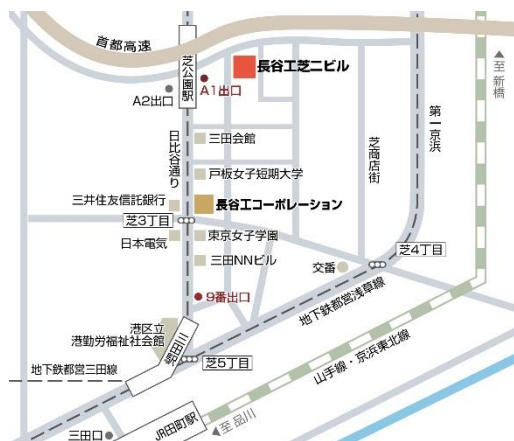 首都高速
芝公園駅
長谷工芝二ビル
A1出口
A2出口
▲至新橋
第一京浜
日比谷通り
三田会館
芝商店街
戸板女子短期大学
三井住友信託銀行
長谷工コーポレーション
芝3丁目
日本電気
東京女子学園
芝4丁目
三田NNビル
交番
9番出口
地下鉄都営浅草線
港区立
港勤労福祉社会館
三田駅
芝5丁目
山手線・京浜東北線
地下鉄都営三田線
三田口
JR田町駅
◀至品川